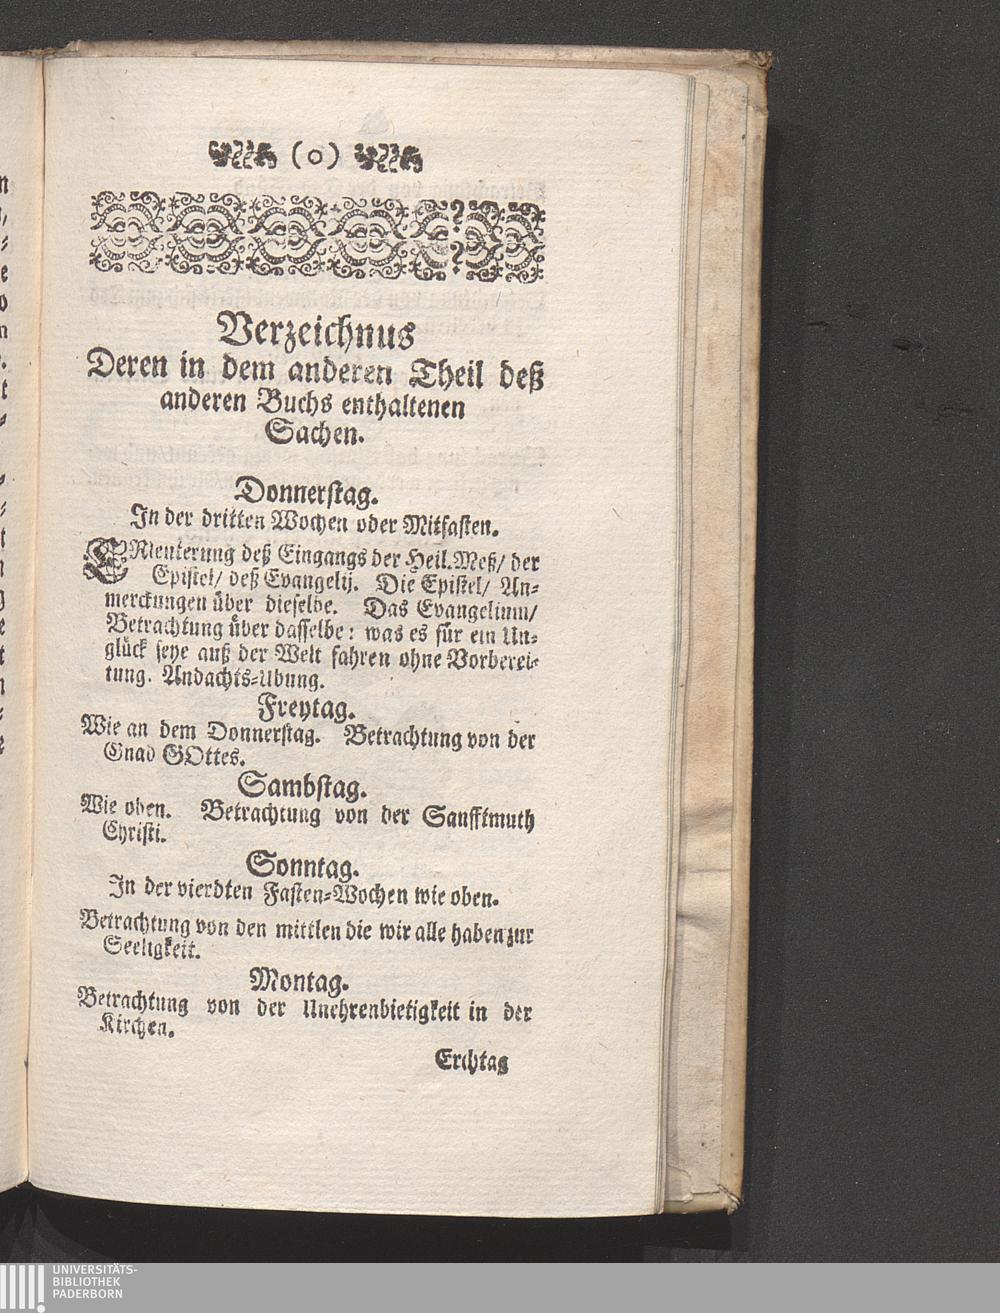 (o)
Verzeichnus
Deren in dem anderen Theil deß
anderen Buchs enthaltenen
Sachen.
Donnerstag.
In der dritten Wochen oder Mitfasten.
ERleuterung deß Eingangs der Heil. Meß/ der
Epistel/ deß Evangelij. Die Epistel/ An-
merckungen über dieselbe. Das Evangelium/
Betrachtung über dasselbe: was es für ein Un-
glück seye auß der Welt fahren ohne Vorberei-
tung. Andachts-Ubung.
Freytag.
Wie an dem Donnerstag. Betrachtung von der
Gnad GOttes.
Sambstag.
Wie oben. Betrachtung von der Sanfftmuth
Christi.
Sonntag.
In der vierdten Fasten-Wochen wie oben.
Betrachtung von den mittlen die wir alle haben zur
Seeligkeit.
Montag.
Betrachtung von der Unehrenbietigkeit in der
Kirchen.
Erchtag
UNIVERSITÄTS-
BIBLIOTHEK
PADERBORN